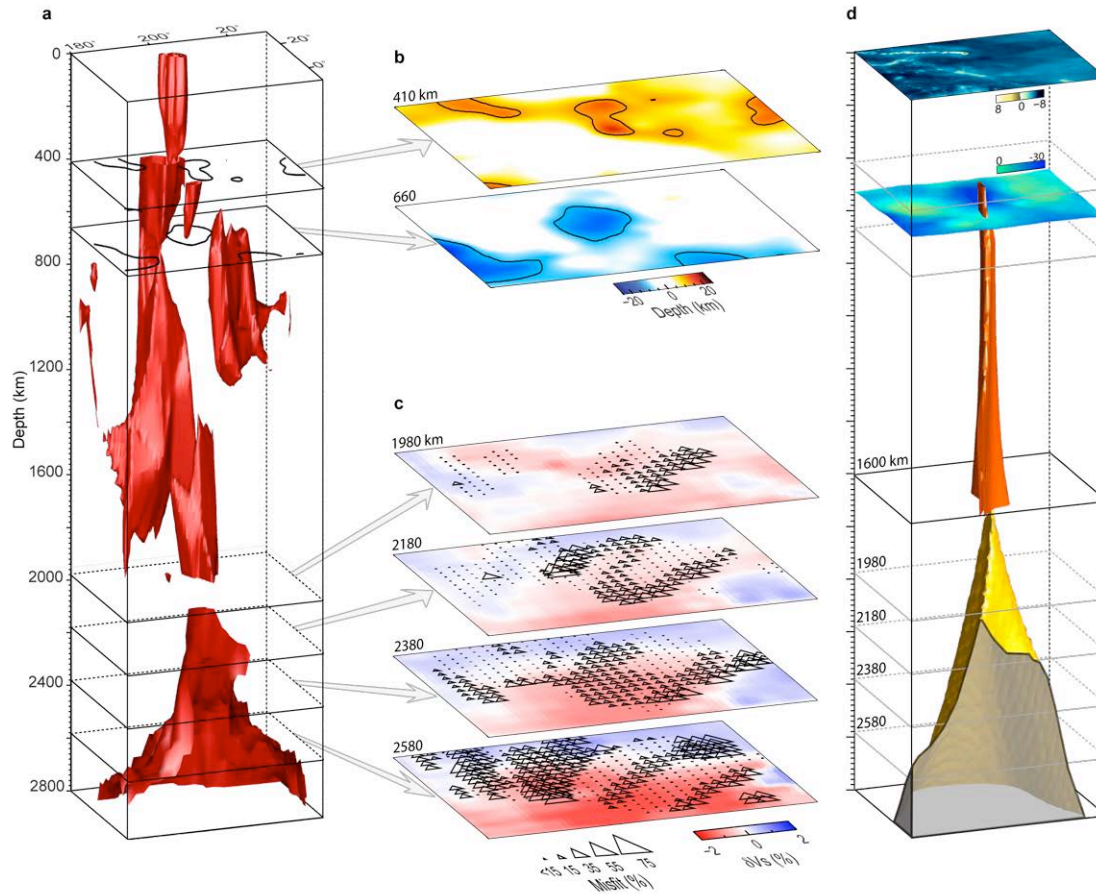 a
180°
200°
20°
20°
0°
0
400
800
1200
1600
2000
2400
2800
Depth (km)
b
410 km
660
-20
0
20
Depth (km)
c
1980 km
2180
2380
2580
<15
15
35
55
75
Misfit (%)
-2
0
2
δVs (%)
d
8 0 -8
0 -30
1600 km
1980
2180
2380
2580